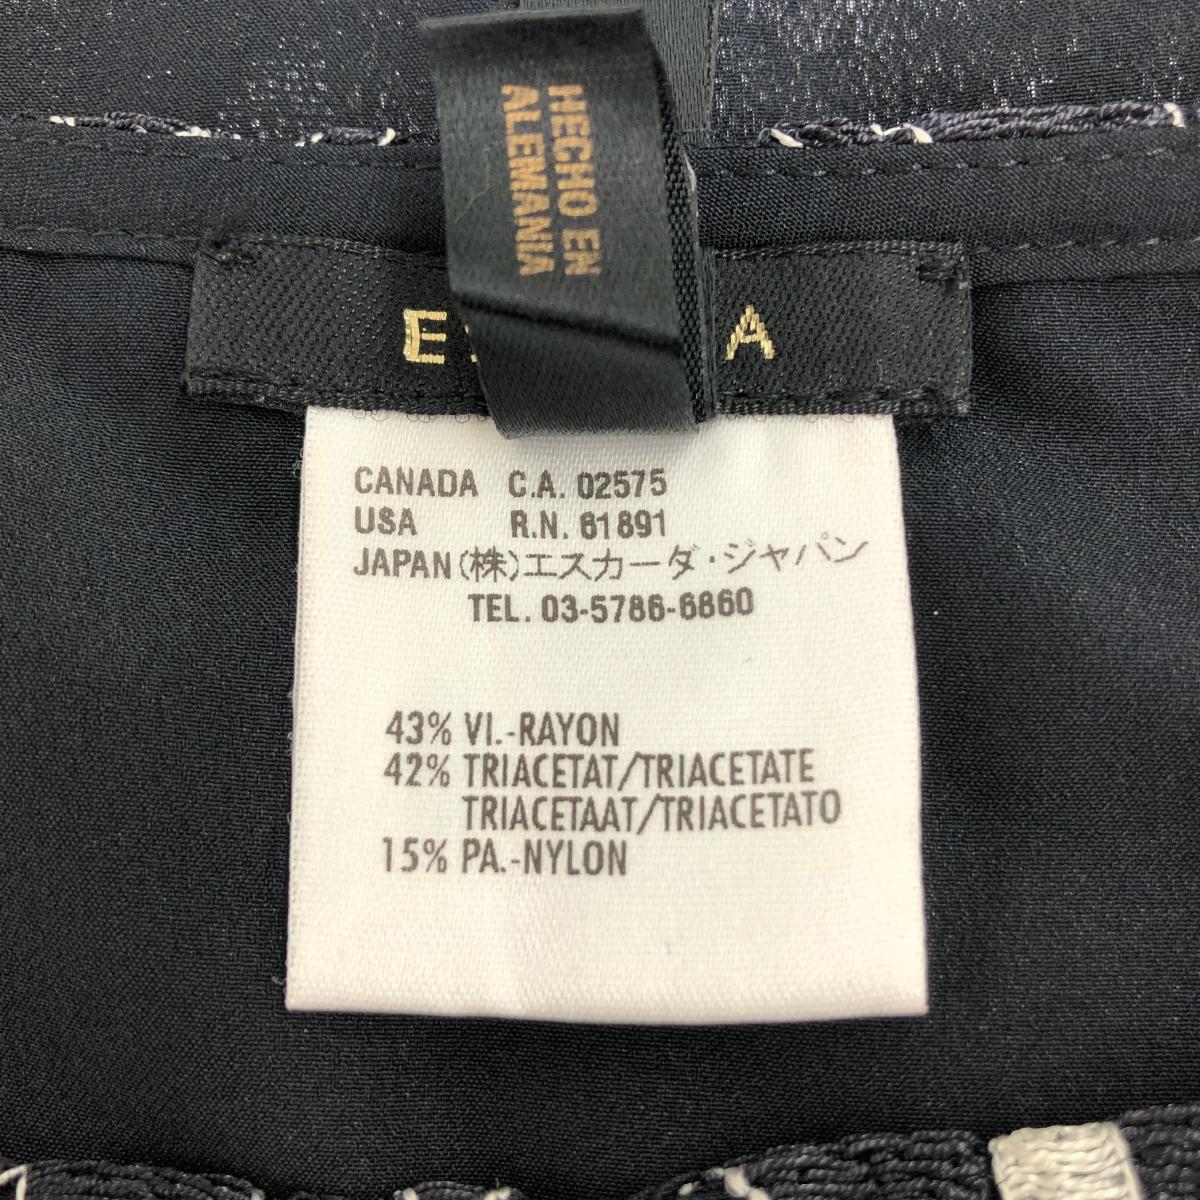 HECHO EN
ALEMANIA
CANADA C.A. 02575
USA R.N. 61891
JAPAN(株)エスカーダ・ジャパン
TEL. 03-5786-6860
43% VI.-RAYON
42% TRIACETAT/TRIACETATE
TRIACETAAT/TRIACETATO
15% PA.-NYLON